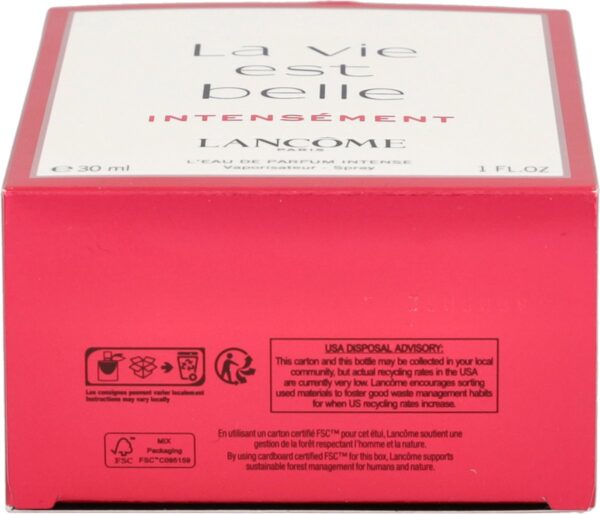 La vie
est
belle
INTENSÉMENT
LANCÔME
PARIS
L'EAU DE PARFUM INTENSE
Vaporisateur - Spray
e 30 ml
1 FL.OZ
USA DISPOSAL ADVISORY:
This carton and this bottle may be collected in your local
community, but actual recycling rates in the USA
are currently very low. Lancôme encourages sorting
used materials to foster good waste management habits
for when US recycling rates increase.
Les consignes peuvent varier localement
Instructions may vary locally
FSC
MIX
Packaging
FSC™C095159
En utilisant un carton certifié FSC™ pour cet étui, Lancôme soutient une
gestion de la forêt respectant l'homme et la nature.
By using cardboard certified FSC™ for this box, Lancôme supports
sustainable forest management for humans and nature.